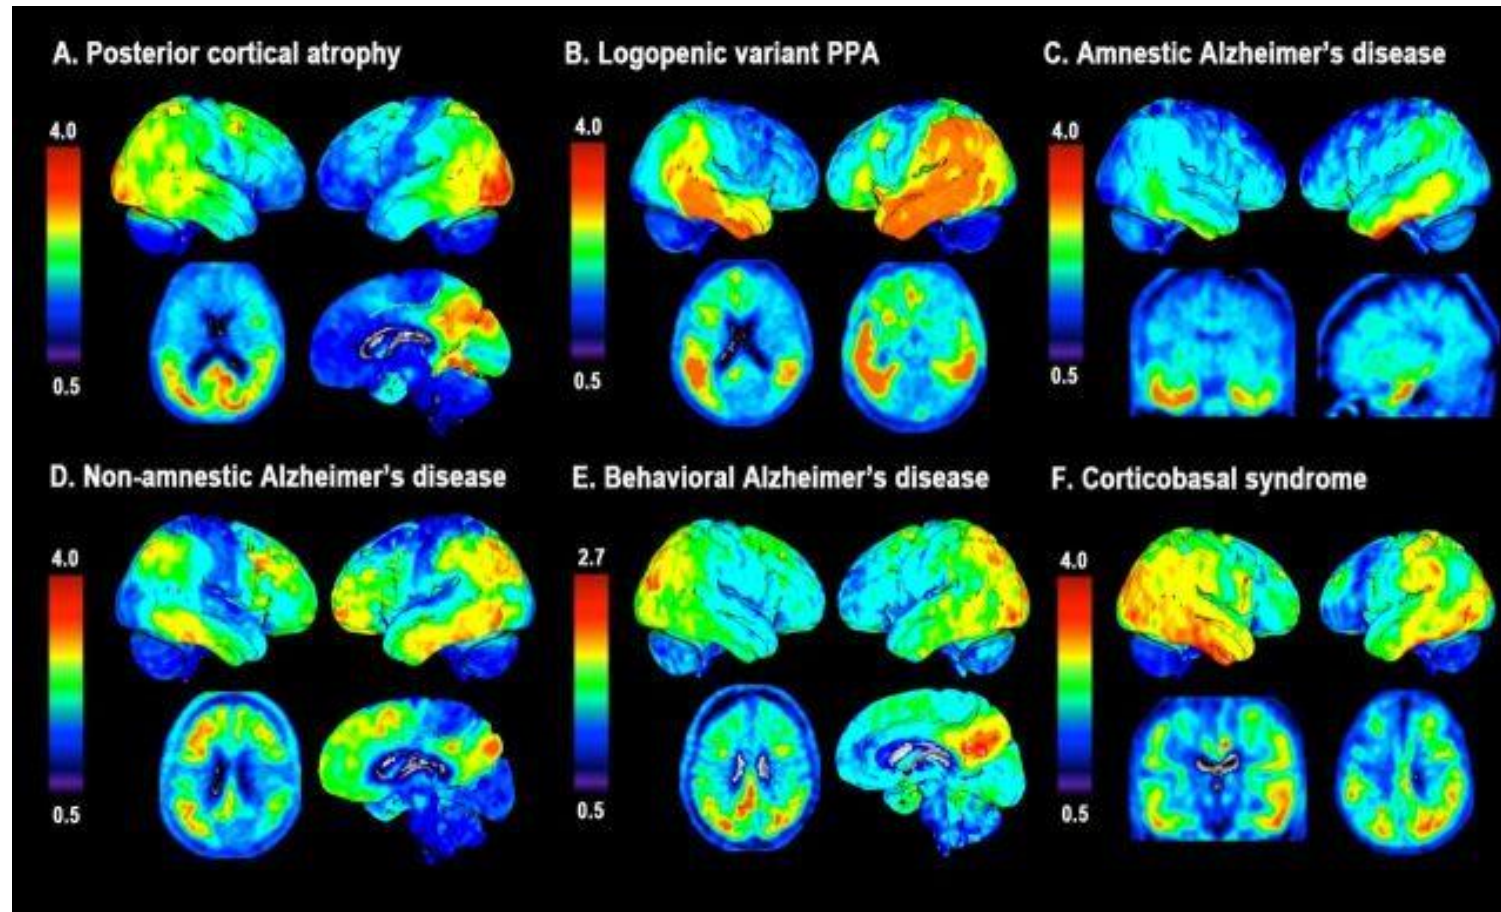 A. Posterior cortical atrophy
B. Logopenic variant PPA
C. Amnestic Alzheimer's disease
4.0
4.0
4.0
0.5
0.5
0.5
D. Non-amnestic Alzheimer's disease
E. Behavioral Alzheimer's disease
F. Corticobasal syndrome
4.0
2.7
4.0
0.5
0.5
0.5